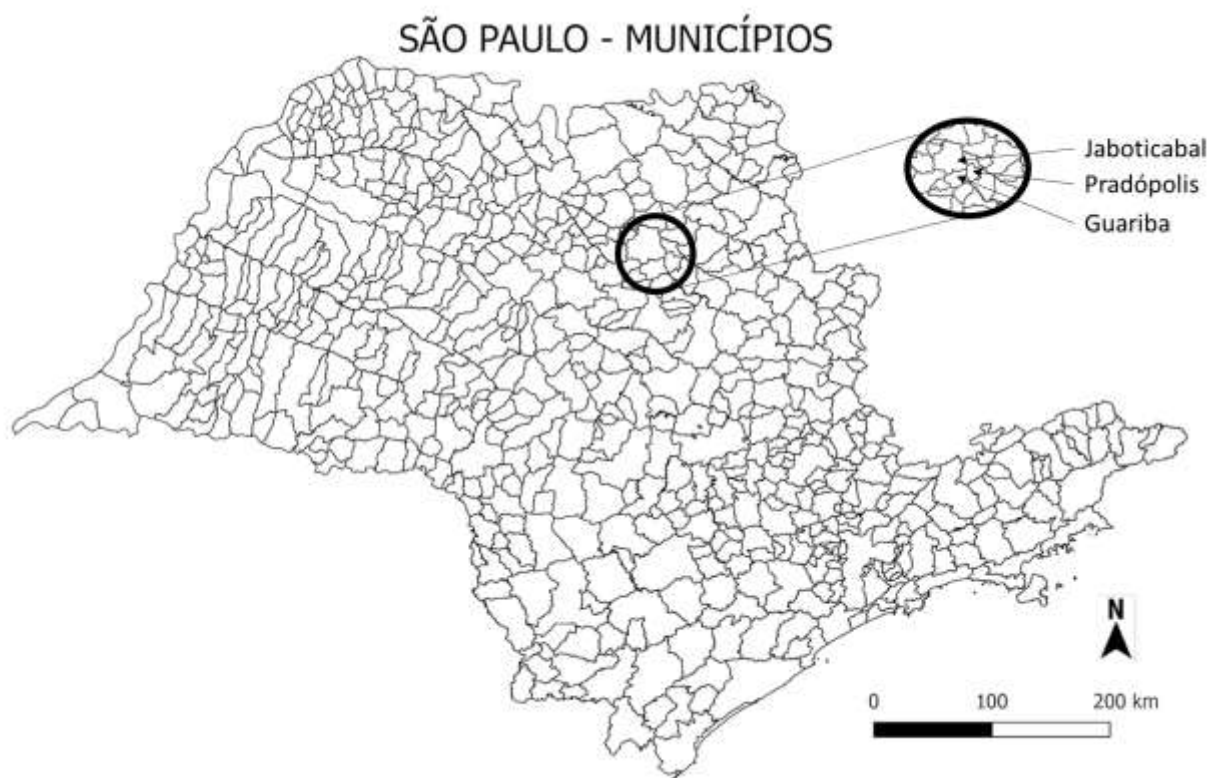 SÃO PAULO - MUNICÍPIOS
Jaboticabal
Pradópolis
Guariba
N
0 100 200 km